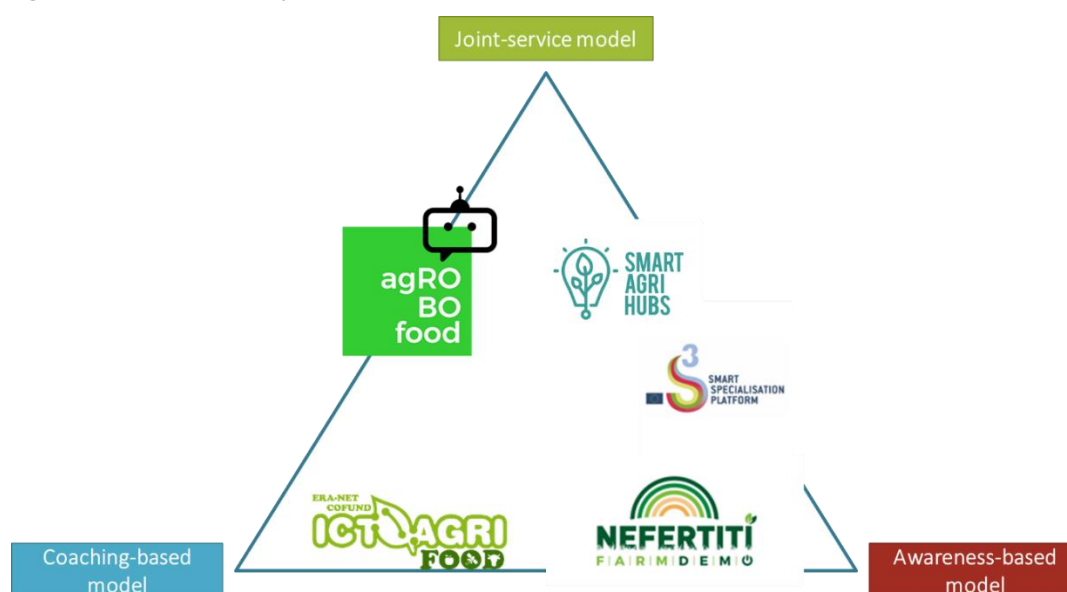 Joint-service model
agRO
BO
food
SMART
AGRI
HUBS
3
S
SMART
SPECIALISATION
PLATFORM
ERA-NET
COFUND
ICT AGRI
FOOD
NEFERTITI
F|A|R|M|D|E|M|O
Coaching-based
model
Awareness-based
model